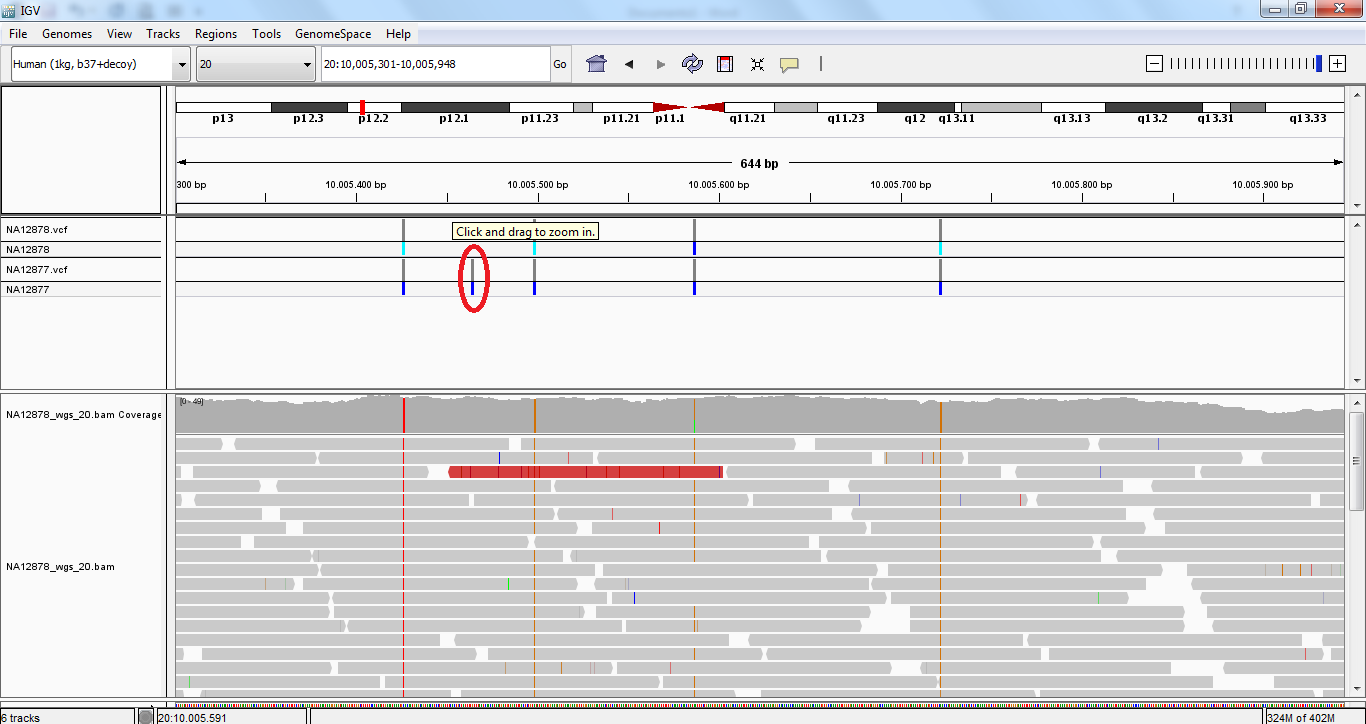 IGV
File Genomes View Tracks Regions Tools GenomeSpace Help
Human (1kg, b37+decoy) 20 20:10,005,301-10,005,948 Go
p13 p12.3 p12.2 p12.1 p11.23 p11.21 p11.1 q11.21 q11.23 q12 q13.11 q13.13 q13.2 q13.31 q13.33
644 bp
300 bp 10.005.400 bp 10.005.500 bp 10.005.600 bp 10.005.700 bp 10.005.800 bp 10.005.900 bp
NA12878.vcf
Click and drag to zoom in.
NA12878
NA12877.vcf
NA12877
[0 - 49]
NA12878_wgs_20.bam Coverage
NA12878_wgs_20.bam
6 tracks 20:10.005.591 324M of 402M